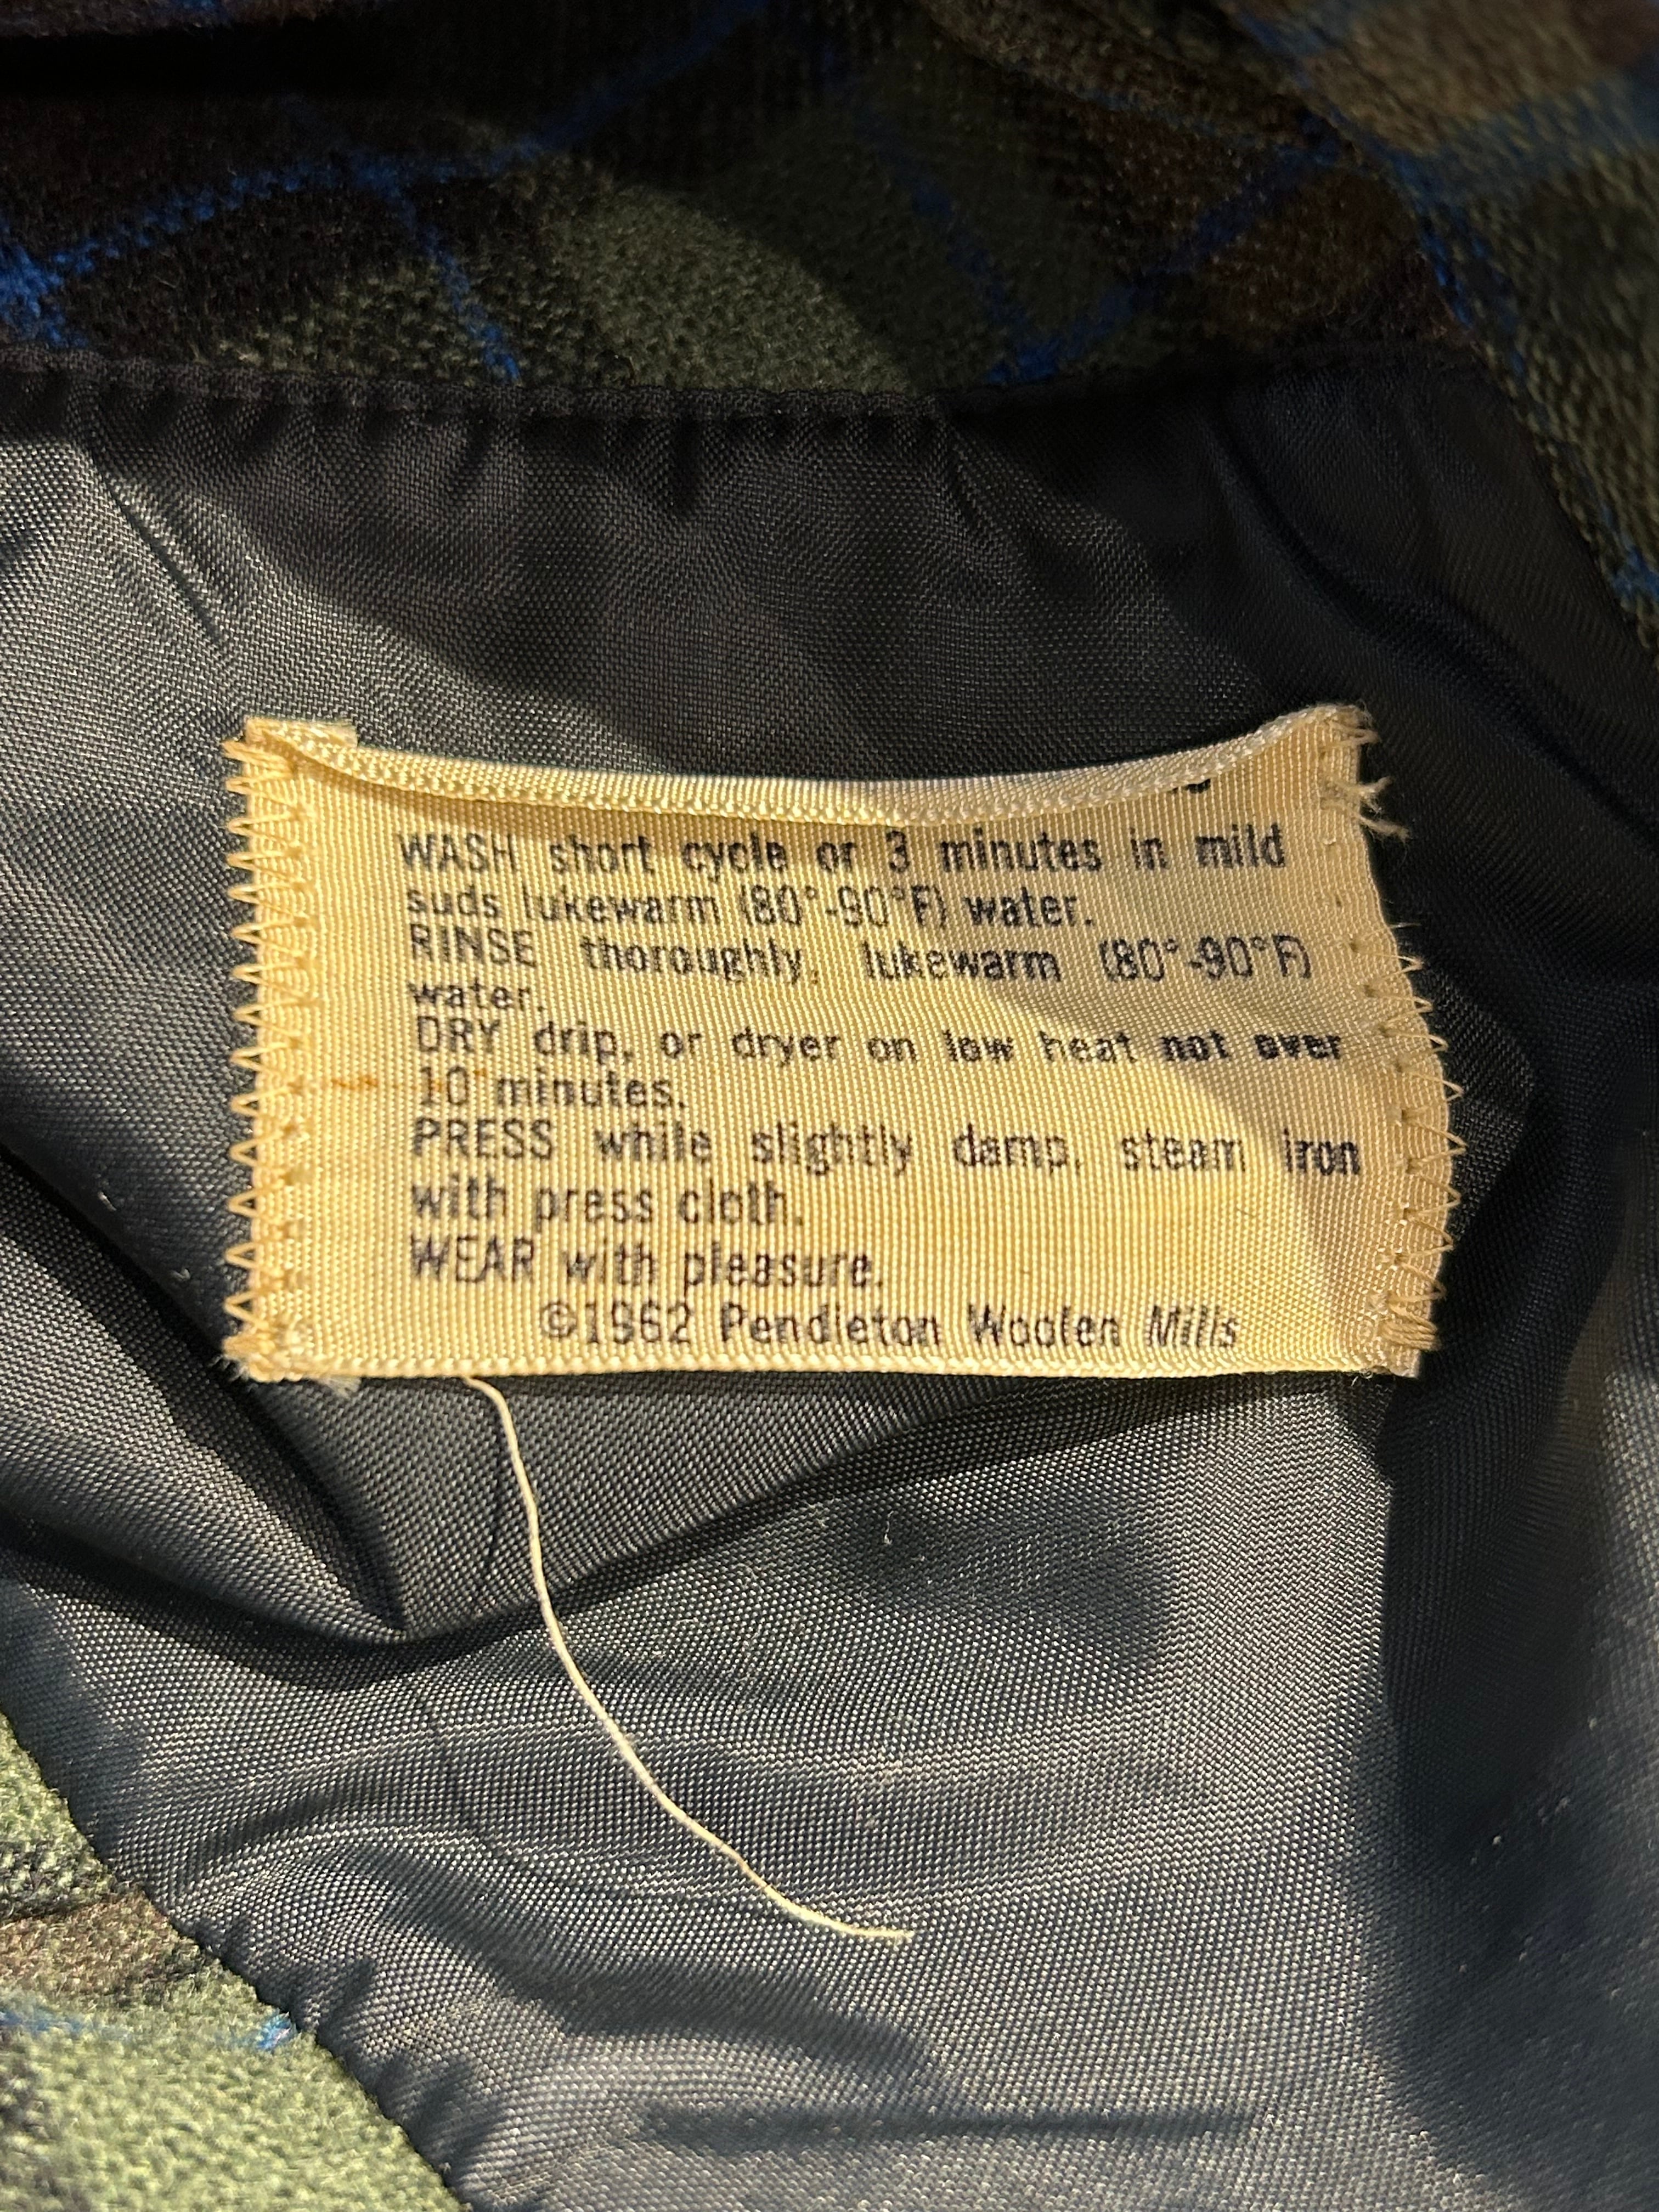 WASH short cycle or 3 minutes in mild
suds lukewarm (80°-90°F) water.
RINSE thoroughly, lukewarm (80°-90°F)
water.
DRY drip, or dryer on low heat not over
10 minutes.
PRESS while slightly damp, steam iron
with press cloth.
WEAR with pleasure.
©1962 Pendleton Woolen Mills